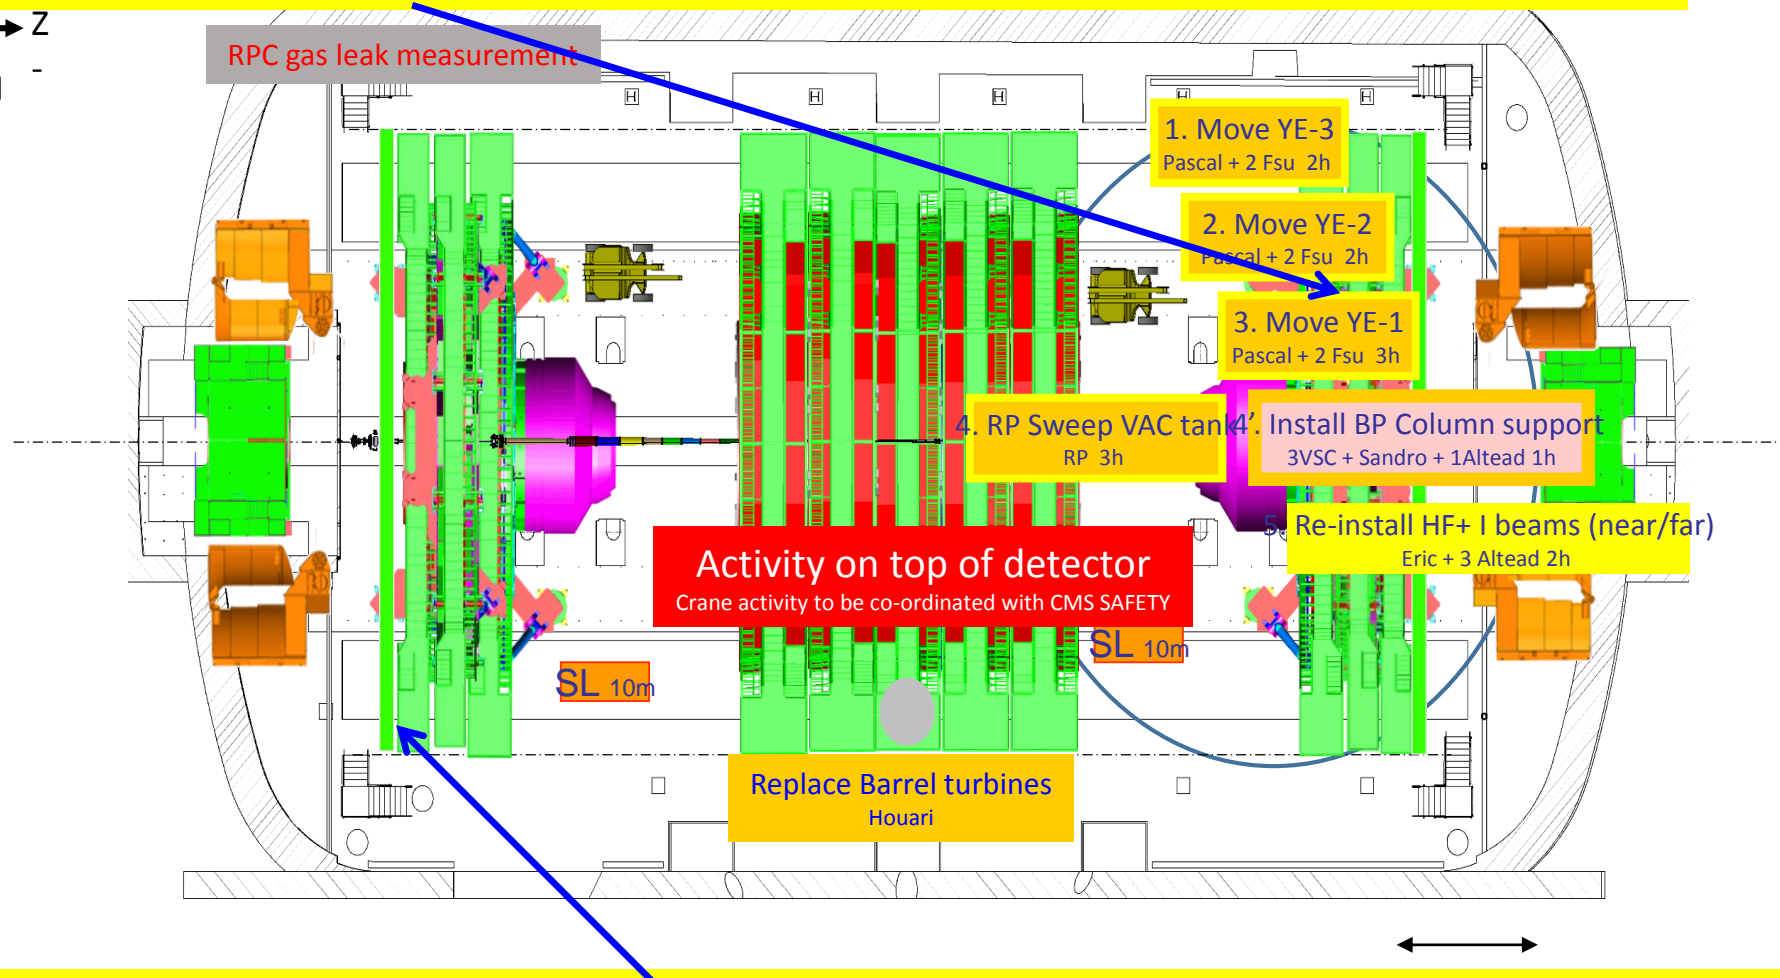 Z
-
RPC gas leak measurement
H
H
H
H
H
1. Move YE-3
Pascal + 2 Fsu 2h
2. Move YE-2
Pascal + 2 Fsu 2h
3. Move YE-1
Pascal + 2 Fsu 3h
4. RP Sweep VAC tank
RP 3h
4’. Install BP Column support
3VSC + Sandro + 1Altead 1h
5. Re-install HF+ I beams (near/far)
Eric + 3 Altead 2h
Activity on top of detector
Crane activity to be co-ordinated with CMS SAFETY
SL 10m
SL 10m
Replace Barrel turbines
Houari